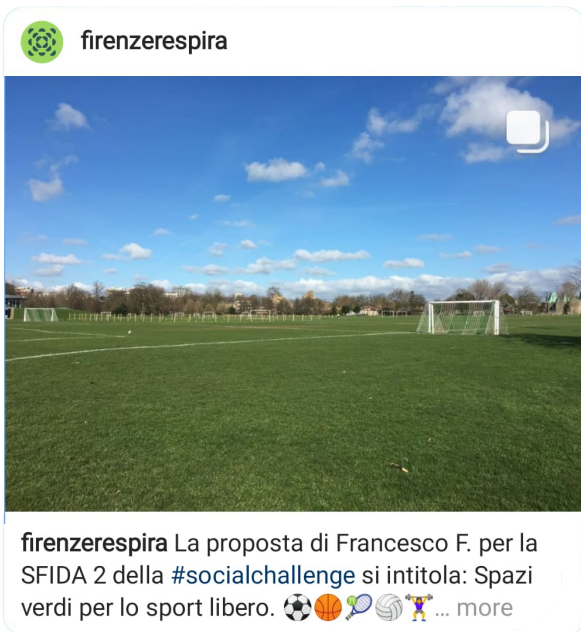 firenzerespira
firenzerespira La proposta di Francesco F. per la
SFIDA 2 della #socialchallenge si intitola: Spazi
verdi per lo sport libero. ⚽🏀🎾🏐🏋️‍♀️... more